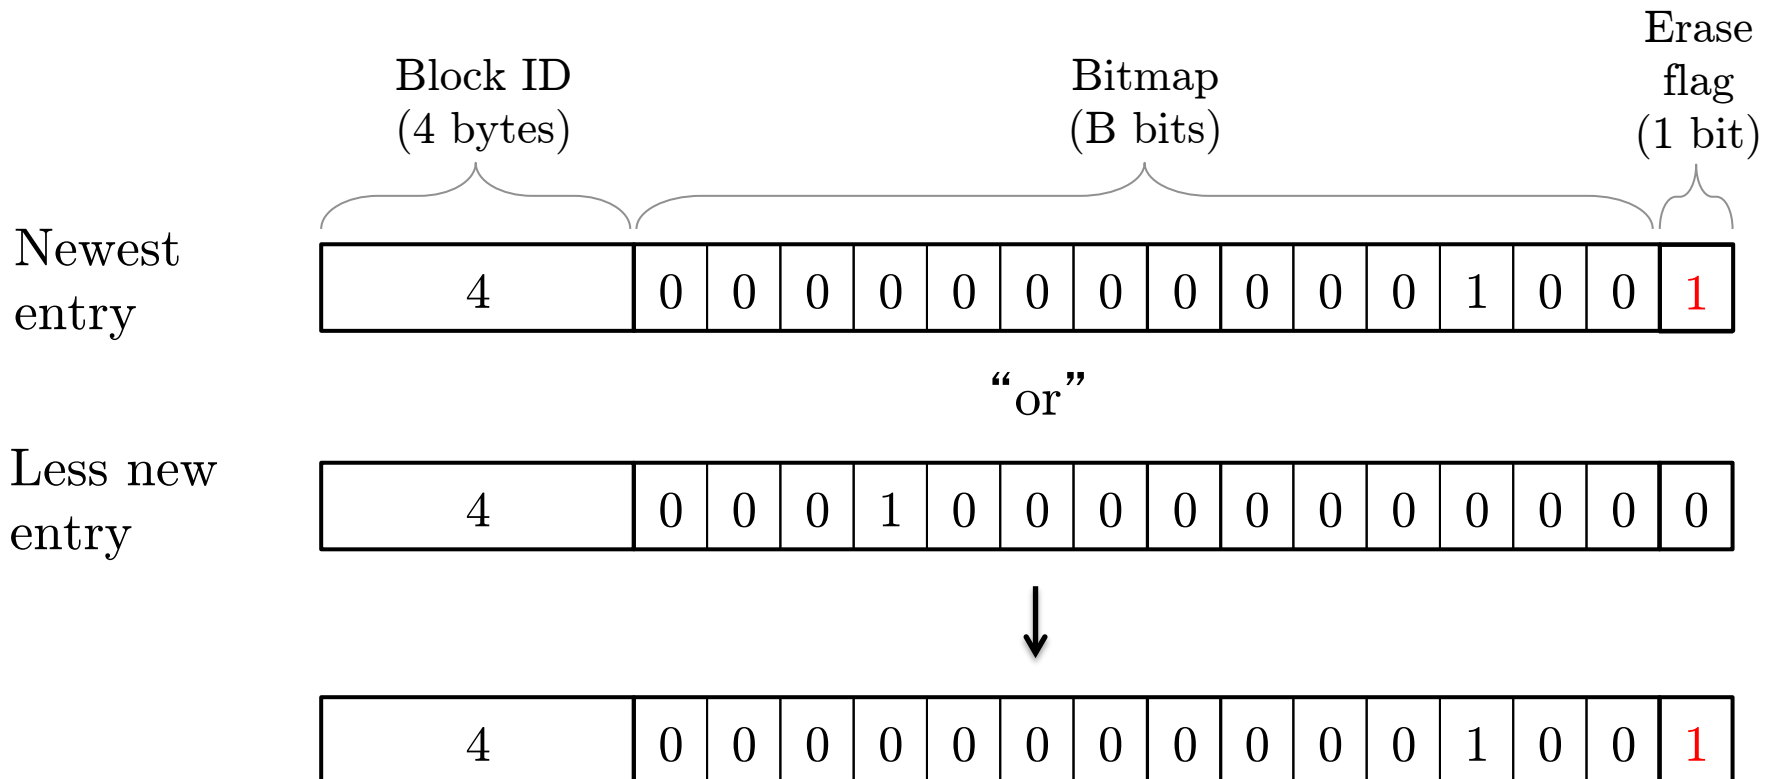 Block ID
(4 bytes)
Bitmap
(B bits)
Erase
flag
(1 bit)
Newest
entry
4 0 0 0 0 0 0 0 0 0 0 0 1 0 0 1
“or”
Less new
entry
4 0 0 0 1 0 0 0 0 0 0 0 0 0 0 0
4 0 0 0 0 0 0 0 0 0 0 0 1 0 0 1